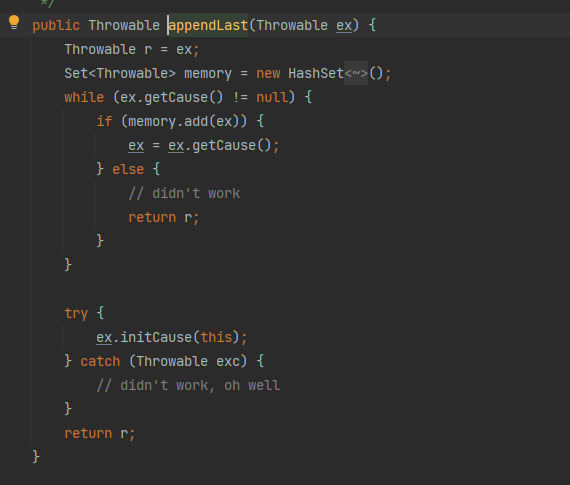 */
public Throwable appendLast(Throwable ex) {
    Throwable r = ex;
    Set<Throwable> memory = new HashSet<~>();
    while (ex.getCause() != null) {
        if (memory.add(ex)) {
            ex = ex.getCause();
        } else {
            // didn't work
            return r;
        }
    }

    try {
        ex.initCause(this);
    } catch (Throwable exc) {
        // didn't work, oh well
    }
    return r;
}